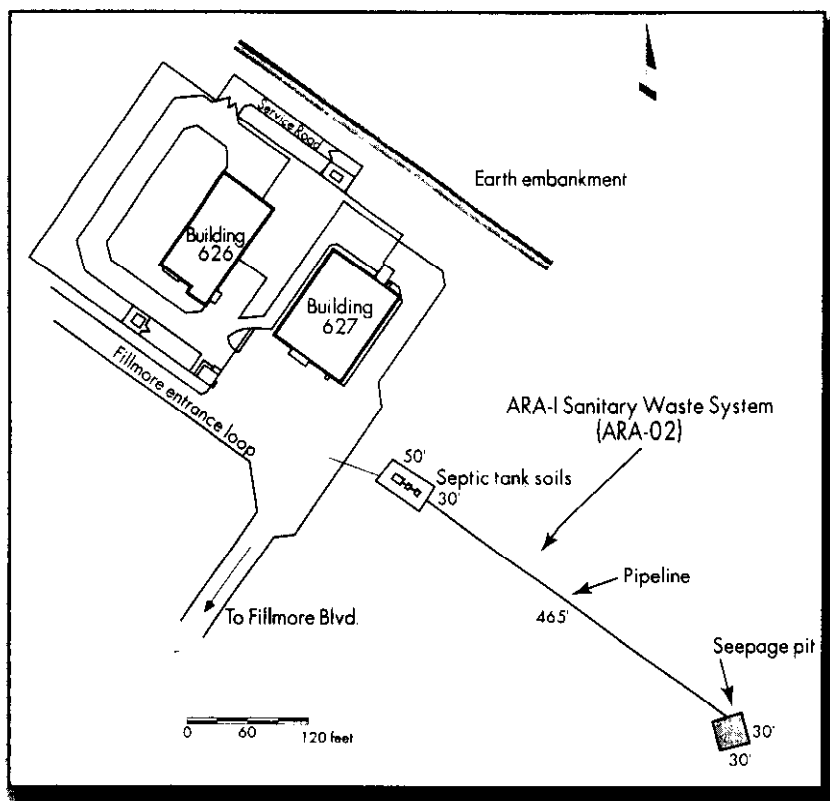 Service Road
Earth embankment
Building
626
Building
627
Fillmore entrance loop
ARA-I Sanitary Waste System
(ARA-02)
50'
Septic tank soils
30'
Pipeline
465'
To Fillmore Blvd.
Seepage pit
30'
30'
0 60 120 feet